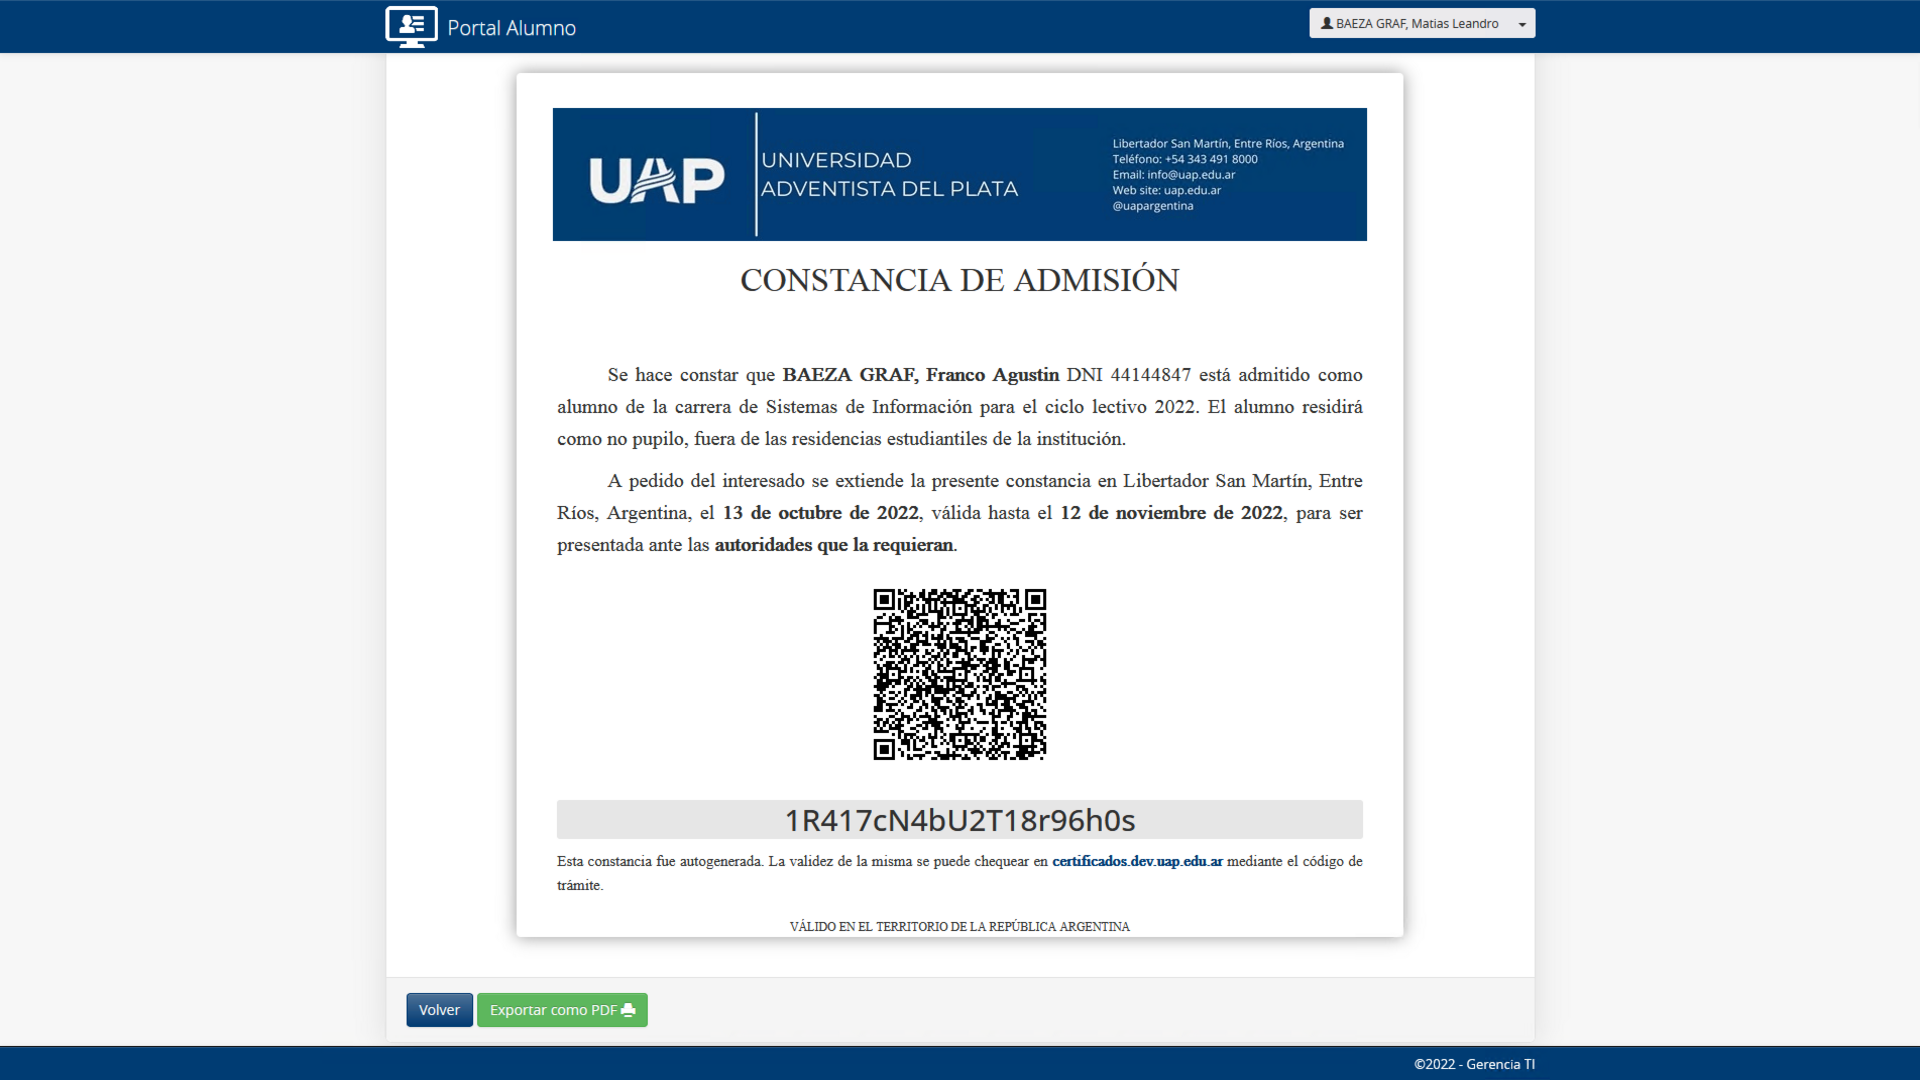 Portal Alumno
BAEZA GRAF, Matias Leandro
UAP
UNIVERSIDAD
ADVENTISTA DEL PLATA
Libertador San Martín, Entre Ríos, Argentina
Teléfono: +54 343 491 8000
Email: info@uap.edu.ar
Web site: uap.edu.ar
@uapargentina
CONSTANCIA DE ADMISIÓN
Se hace constar que BAEZA GRAF, Franco Agustin DNI 44144847 está admitido como
alumno de la carrera de Sistemas de Información para el ciclo lectivo 2022. El alumno residirá
como no pupilo, fuera de las residencias estudiantiles de la institución.
A pedido del interesado se extiende la presente constancia en Libertador San Martín, Entre
Ríos, Argentina, el 13 de octubre de 2022, válida hasta el 12 de noviembre de 2022, para ser
presentada ante las autoridades que la requieran.
1R417cN4bU2T18r96h0s
Esta constancia fue autogenerada. La validez de la misma se puede chequear en certificados.dev.uap.edu.ar mediante el código de
trámite.
VÁLIDO EN EL TERRITORIO DE LA REPÚBLICA ARGENTINA
Volver
Exportar como PDF
©2022 - Gerencia TI